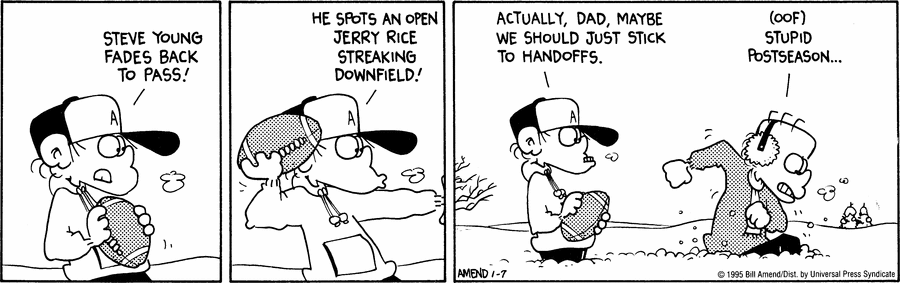 STEVE YOUNG
FADES BACK
TO PASS!
A
HE SPOTS AN OPEN
JERRY RICE
STREAKING
DOWNFIELD!
A
ACTUALLY, DAD, MAYBE
WE SHOULD JUST STICK
TO HANDOFFS.
A
(OOF)
STUPID
POSTSEASON...
AMEND 1-7
© 1995 Bill Amend/Dist. by Universal Press Syndicate